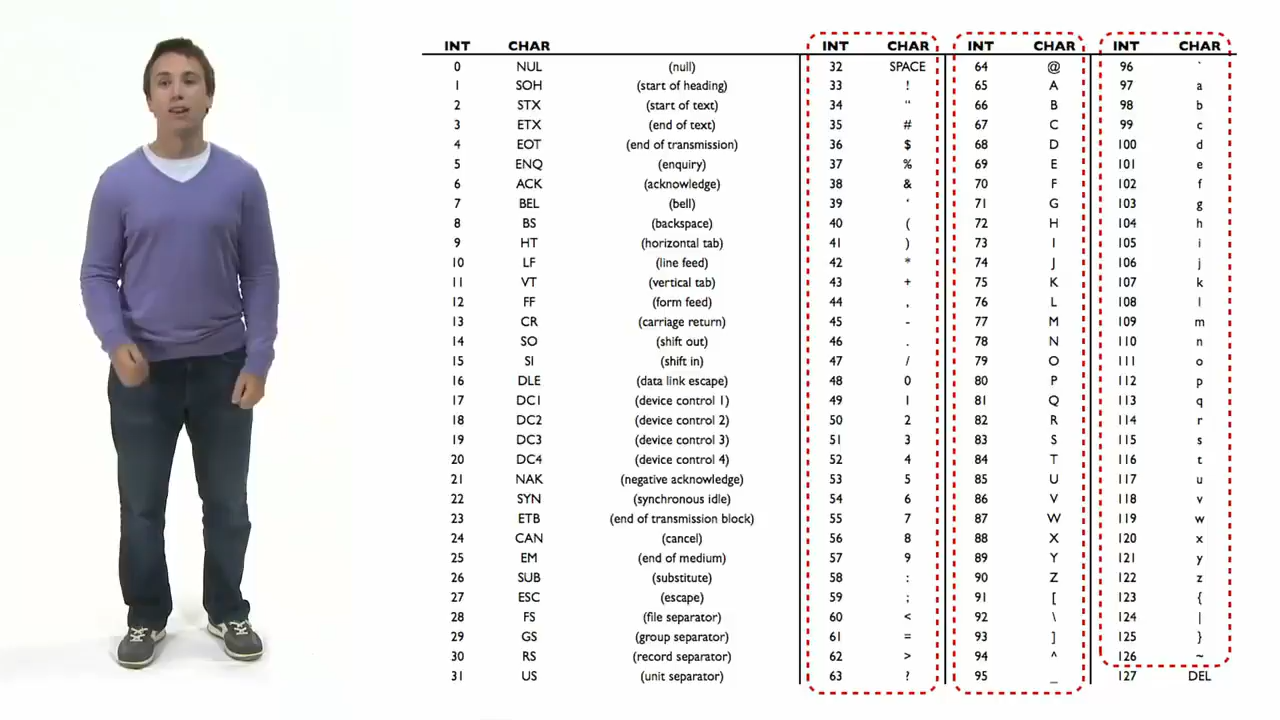 INT CHAR INT CHAR INT CHAR INT CHAR
0 NUL (null) 32 SPACE 64 @ 96 `
1 SOH (start of heading) 33 ! 65 A 97 a
2 STX (start of text) 34 “ 66 B 98 b
3 ETX (end of text) 35 # 67 C 99 c
4 EOT (end of transmission) 36 $ 68 D 100 d
5 ENQ (enquiry) 37 % 69 E 101 e
6 ACK (acknowledge) 38 & 70 F 102 f
7 BEL (bell) 39 ‘ 71 G 103 g
8 BS (backspace) 40 ( 72 H 104 h
9 HT (horizontal tab) 41 ) 73 I 105 i
10 LF (line feed) 42 * 74 J 106 j
11 VT (vertical tab) 43 + 75 K 107 k
12 FF (form feed) 44 , 76 L 108 l
13 CR (carriage return) 45 - 77 M 109 m
14 SO (shift out) 46 . 78 N 110 n
15 SI (shift in) 47 / 79 O 111 o
16 DLE (data link escape) 48 0 80 P 112 p
17 DC1 (device control 1) 49 1 81 Q 113 q
18 DC2 (device control 2) 50 2 82 R 114 r
19 DC3 (device control 3) 51 3 83 S 115 s
20 DC4 (device control 4) 52 4 84 T 116 t
21 NAK (negative acknowledge) 53 5 85 U 117 u
22 SYN (synchronous idle) 54 6 86 V 118 v
23 ETB (end of transmission block) 55 7 87 W 119 w
24 CAN (cancel) 56 8 88 X 120 x
25 EM (end of medium) 57 9 89 Y 121 y
26 SUB (substitute) 58 : 90 Z 122 z
27 ESC (escape) 59 ; 91 [ 123 {
28 FS (file separator) 60 < 92 \ 124 |
29 GS (group separator) 61 = 93 ] 125 }
30 RS (record separator) 62 > 94 ^ 126 ~
31 US (unit separator) 63 ? 95 _ 127 DEL